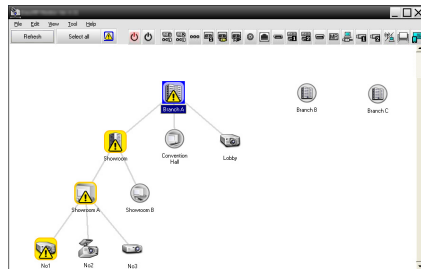 File Edit View Tool Help
Refresh Select all
Branch A
Branch B
Branch C
Showroom
Convention
Hall
Lobby
Showroom A
Showroom B
No1
No2
No3